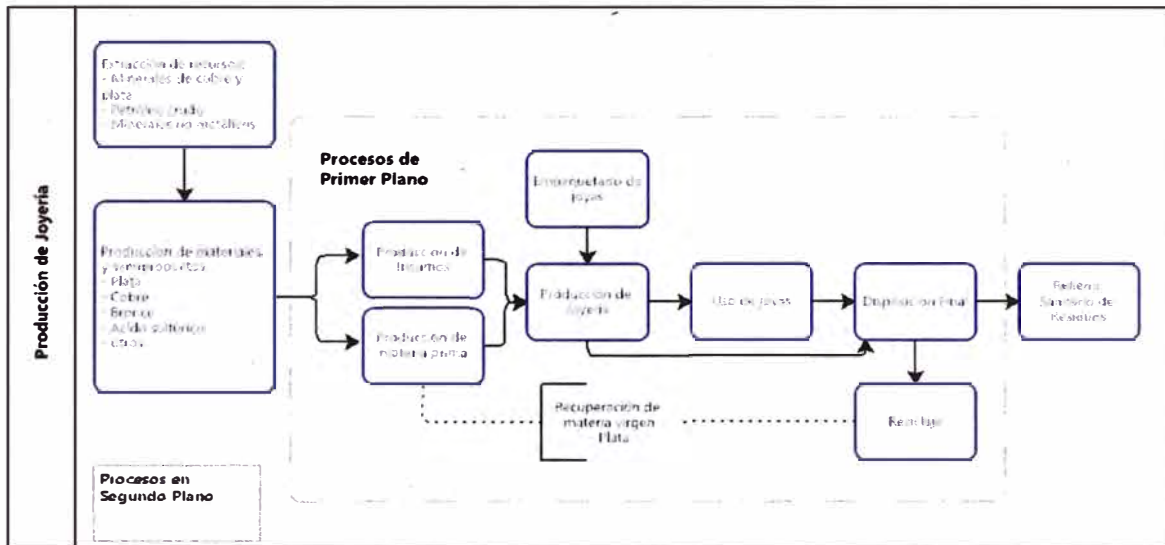 Producción de Joyería
Extracción de recursos:
- Minerales de cobre y
plata
- Petróleo crudo
- Minerales no metálicos
Procesos de
Primer Plano
Empaquetado de
Joyas
Producción de materiales
y semiproductos
- Plata
- Cobre
- Bronce
- Acido sulfúrico
- Otros
Producción de
Insumos
Producción de
materia prima
Producción de
Joyería
Uso de Joyas
Disposición Final
Relleno
Sanitario de
Residuos
Recuperación de
materia virgen
- Plata
Reciclaje
Procesos en
Segundo Plano